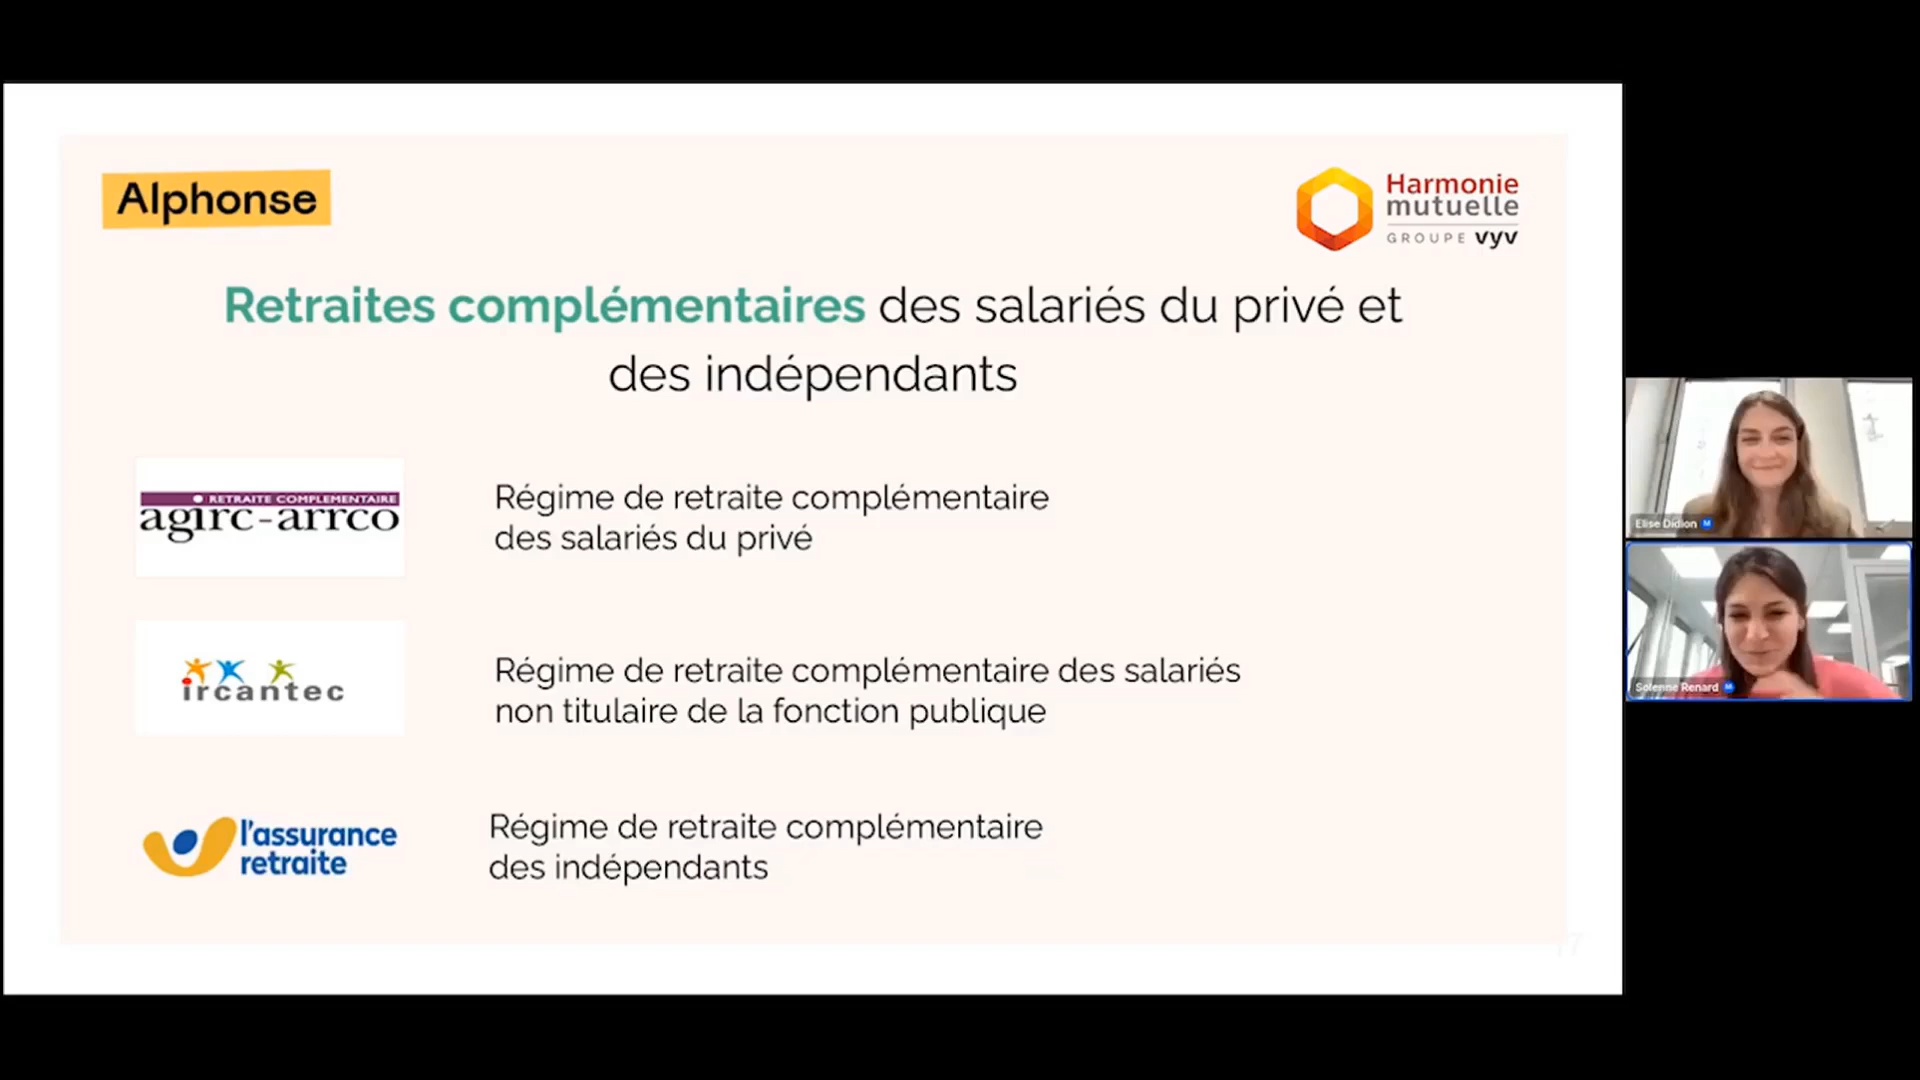 Alphonse
Harmonie
mutuelle
GROUPE vyv
Retraites complémentaires des salariés du privé et
des indépendants
RETRAITE COMPLEMENTAIRE
agirc-arrco
Régime de retraite complémentaire
des salariés du privé
ircantec
Régime de retraite complémentaire des salariés
non titulaire de la fonction publique
l'assurance
retraite
Régime de retraite complémentaire
des indépendants
17
Elise Didion M
Solenne Renard M